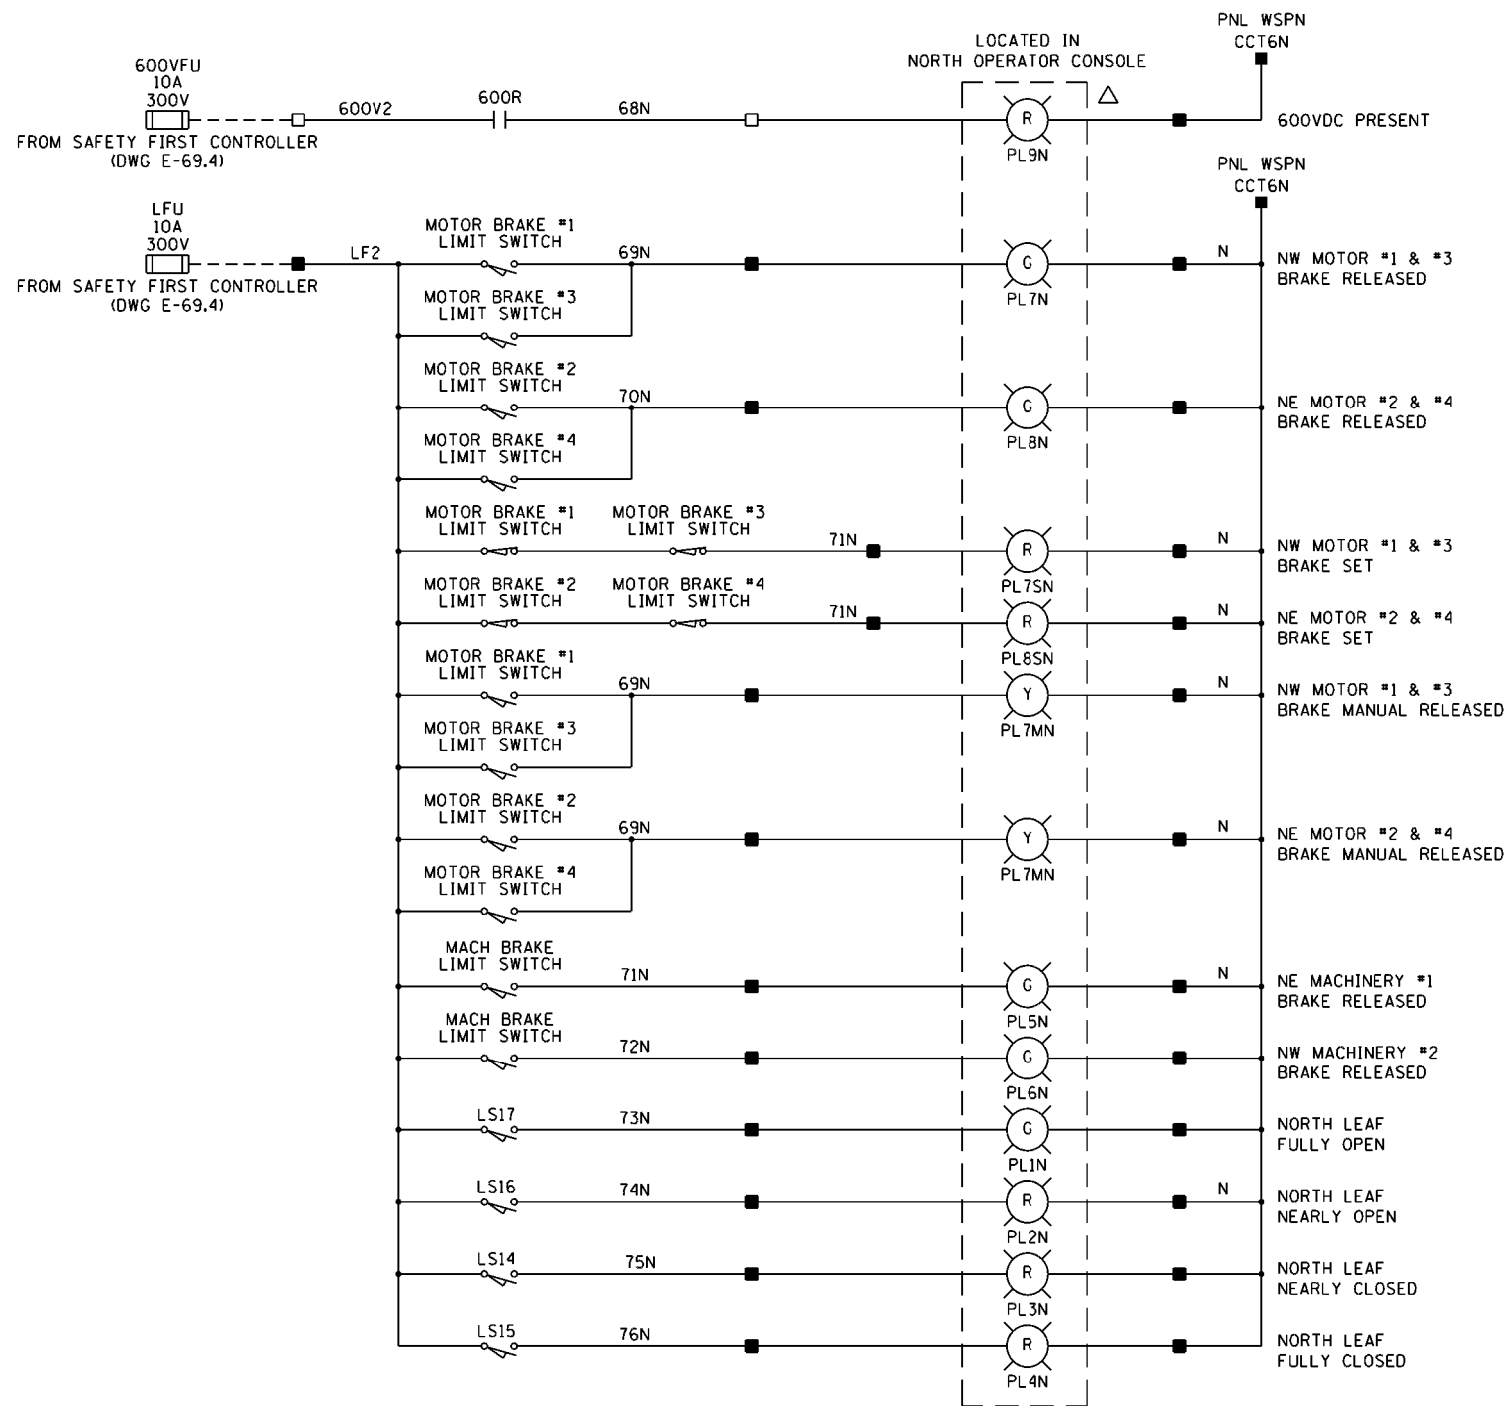 PNL WSPN
CCT6N
LOCATED IN
NORTH OPERATOR CONSOLE
600VFU
10A
300V
600V2
600R
68N
R
PL9N
600VDC PRESENT
FROM SAFETY FIRST CONTROLLER
(DWG E-69.4)
PNL WSPN
CCT6N
LFU
10A
300V
LF2
FROM SAFETY FIRST CONTROLLER
(DWG E-69.4)
MOTOR BRAKE #1
LIMIT SWITCH
69N
G
PL7N
N
NW MOTOR #1 & #3
BRAKE RELEASED
MOTOR BRAKE #3
LIMIT SWITCH
MOTOR BRAKE #2
LIMIT SWITCH
70N
G
PL8N
NE MOTOR #2 & #4
BRAKE RELEASED
MOTOR BRAKE #4
LIMIT SWITCH
MOTOR BRAKE #1
LIMIT SWITCH
MOTOR BRAKE #3
LIMIT SWITCH
71N
R
PL7SN
N
NW MOTOR #1 & #3
BRAKE SET
MOTOR BRAKE #2
LIMIT SWITCH
MOTOR BRAKE #4
LIMIT SWITCH
71N
R
PL8SN
N
NE MOTOR #2 & #4
BRAKE SET
MOTOR BRAKE #1
LIMIT SWITCH
69N
Y
PL7MN
N
NW MOTOR #1 & #3
BRAKE MANUAL RELEASED
MOTOR BRAKE #3
LIMIT SWITCH
MOTOR BRAKE #2
LIMIT SWITCH
69N
Y
PL7MN
N
NE MOTOR #2 & #4
BRAKE MANUAL RELEASED
MOTOR BRAKE #4
LIMIT SWITCH
MACH BRAKE
LIMIT SWITCH
71N
G
PL5N
N
NE MACHINERY #1
BRAKE RELEASED
MACH BRAKE
LIMIT SWITCH
72N
G
PL6N
NW MACHINERY #2
BRAKE RELEASED
LS17
73N
G
PL1N
NORTH LEAF
FULLY OPEN
LS16
74N
R
PL2N
N
NORTH LEAF
NEARLY OPEN
LS14
75N
R
PL3N
NORTH LEAF
NEARLY CLOSED
LS15
76N
R
PL4N
NORTH LEAF
FULLY CLOSED